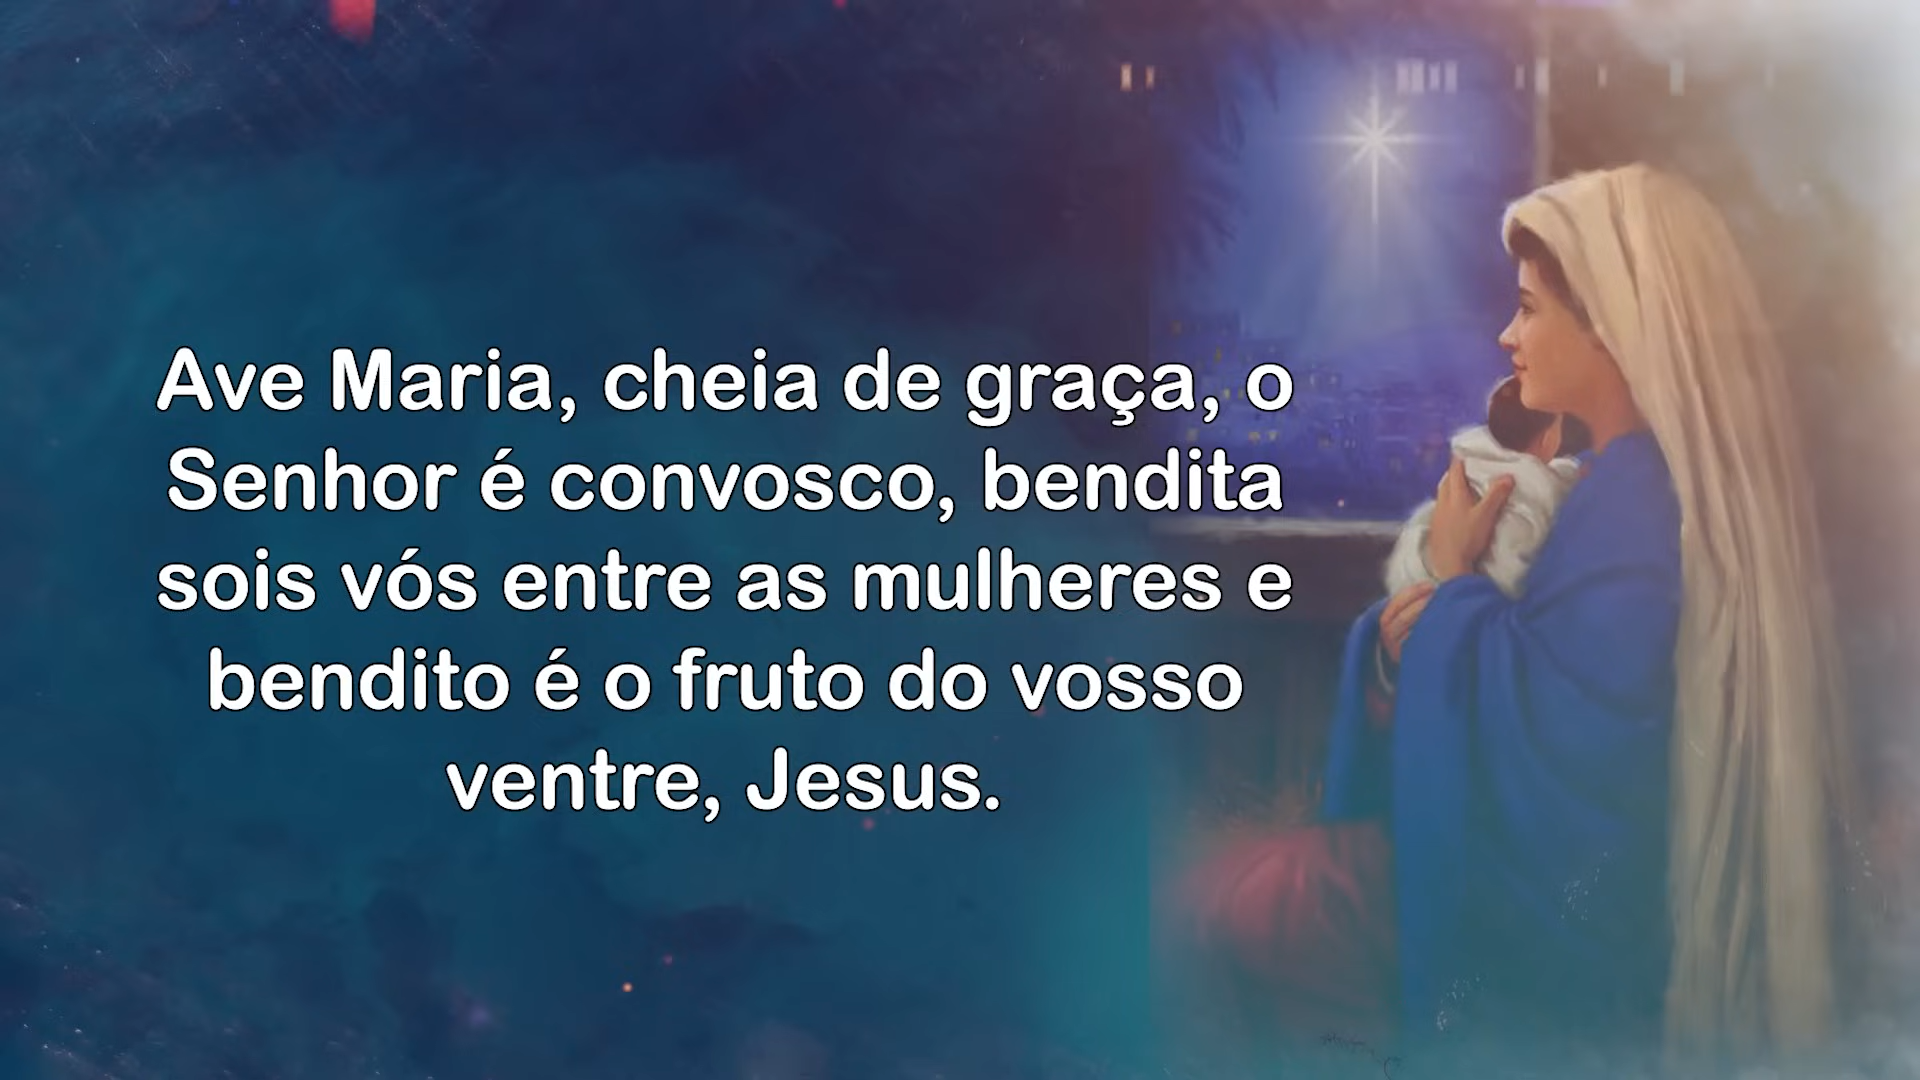 Ave Maria, cheia de graça, o
Senhor é convosco, bendita
sois vós entre as mulheres e
bendito é o fruto do vosso
ventre, Jesus.